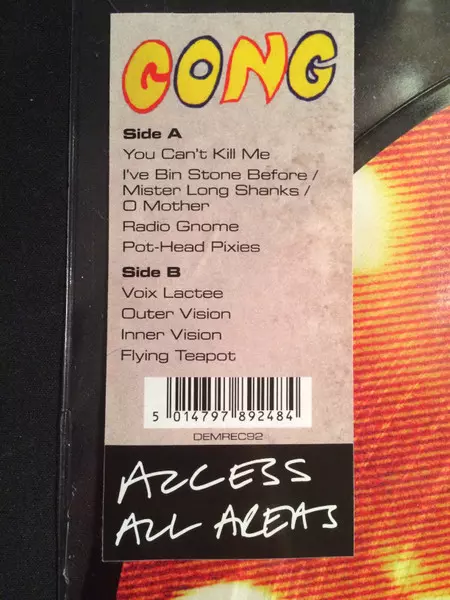 GONG
Side A
You Can't Kill Me
I've Bin Stone Before /
Mister Long Shanks /
O Mother
Radio Gnome
Pot-Head Pixies
Side B
Voix Lactee
Outer Vision
Inner Vision
Flying Teapot
5 014797 892484
DEMREC92
ACCESS
ALL AREAS